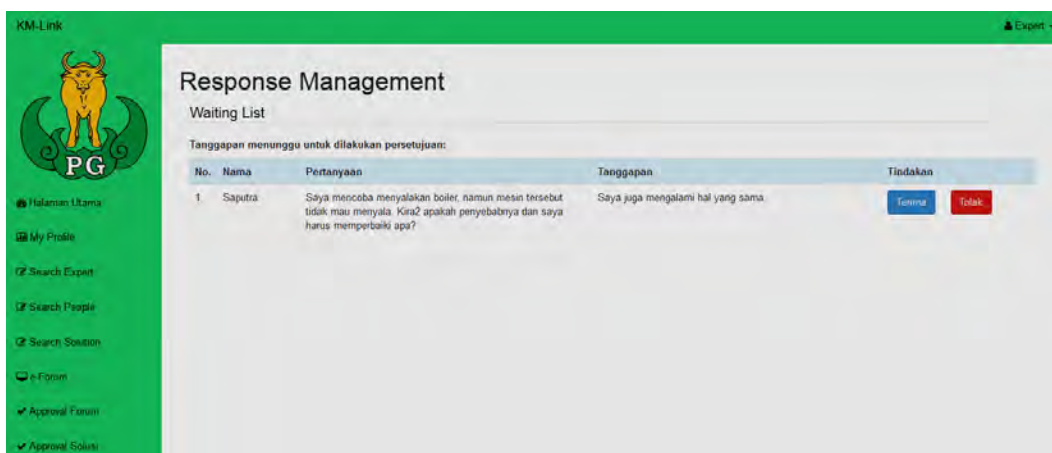 KM-Link
Expert
PG
Response Management
Waiting List
Tanggapan menunggu untuk dilakukan persetujuan:
No. Nama Pertanyaan Tanggapan Tindakan
1 Saputra Saya mencoba menyalakan boiler, namun mesin tersebut Saya juga mengalami hal yang sama. Terima Tolak
tidak mau menyala. Kira2 apakah penyebabnya dan saya
harus memperbaiki apa?
Halaman Utama
My Profile
Search Expert
Search People
Search Solution
e-Forum
Approval Forum
Approval Solusi